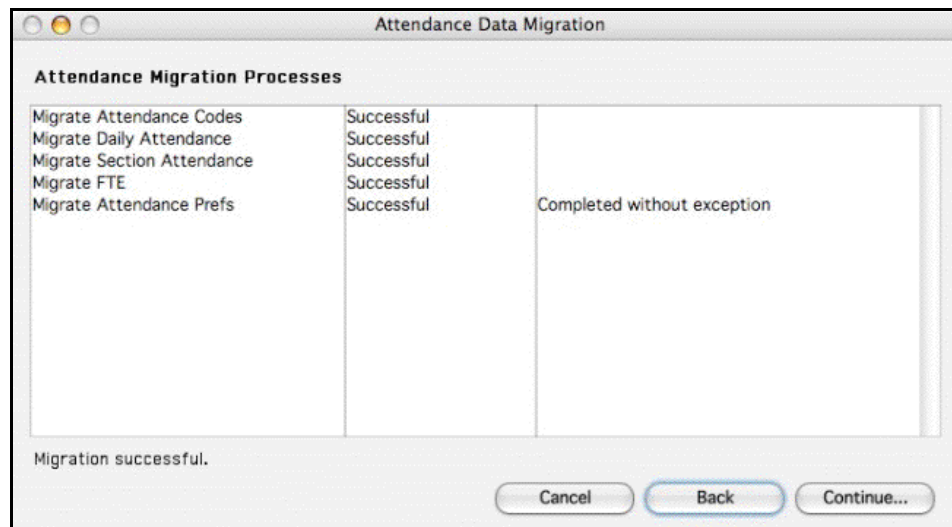 Attendance Data Migration
Attendance Migration Processes
Migrate Attendance Codes Successful
Migrate Daily Attendance Successful
Migrate Section Attendance Successful
Migrate FTE Successful
Migrate Attendance Prefs Successful Completed without exception
Migration successful.
Cancel Back Continue...